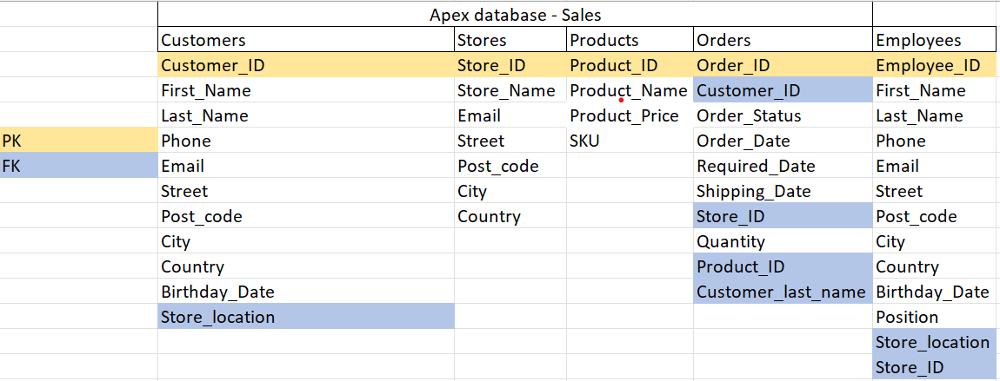 Apex database - Sales
Customers Stores Products Orders Employees
Customer_ID Store_ID Product_ID Order_ID Employee_ID
First_Name Store_Name Product_Name Customer_ID First_Name
Last_Name Email Product_Price Order_Status Last_Name
PK Phone Street SKU Order_Date Phone
FK Email Post_code Required_Date Email
Street City Shipping_Date Street
Post_code Country Store_ID Post_code
City Quantity City
Country Product_ID Country
Birthday_Date Customer_last_name Birthday_Date
Store_location Position
Store_location
Store_ID